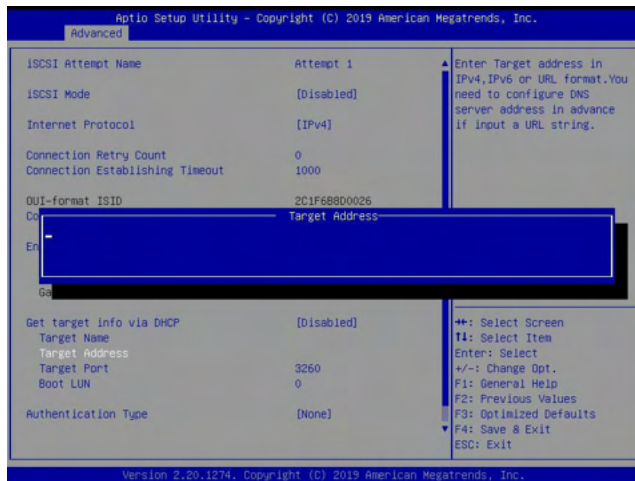 Aptio Setup Utility - Copyright (C) 2019 American Megatrends, Inc.
Advanced
iSCSI Attempt Name Attempt 1
iSCSI Mode [Disabled]
Internet Protocol [IPv4]
Connection Retry Count 0
Connection Establishing Timeout 1000
OUI-format ISID 2C1F6B8D0026
Co
Target Address
En
Ga
Get target info via DHCP [Disabled]
Target Name
Target Address
Target Port 3260
Boot LUN 0
Authentication Type [None]
Enter Target address in
IPv4,IPv6 or URL format.You
need to configure DNS
server address in advance
if input a URL string.
→←: Select Screen
↑↓: Select Item
Enter: Select
+/-: Change Opt.
F1: General Help
F2: Previous Values
F3: Optimized Defaults
F4: Save & Exit
ESC: Exit
Version 2.20.1274. Copyright (C) 2019 American Megatrends, Inc.